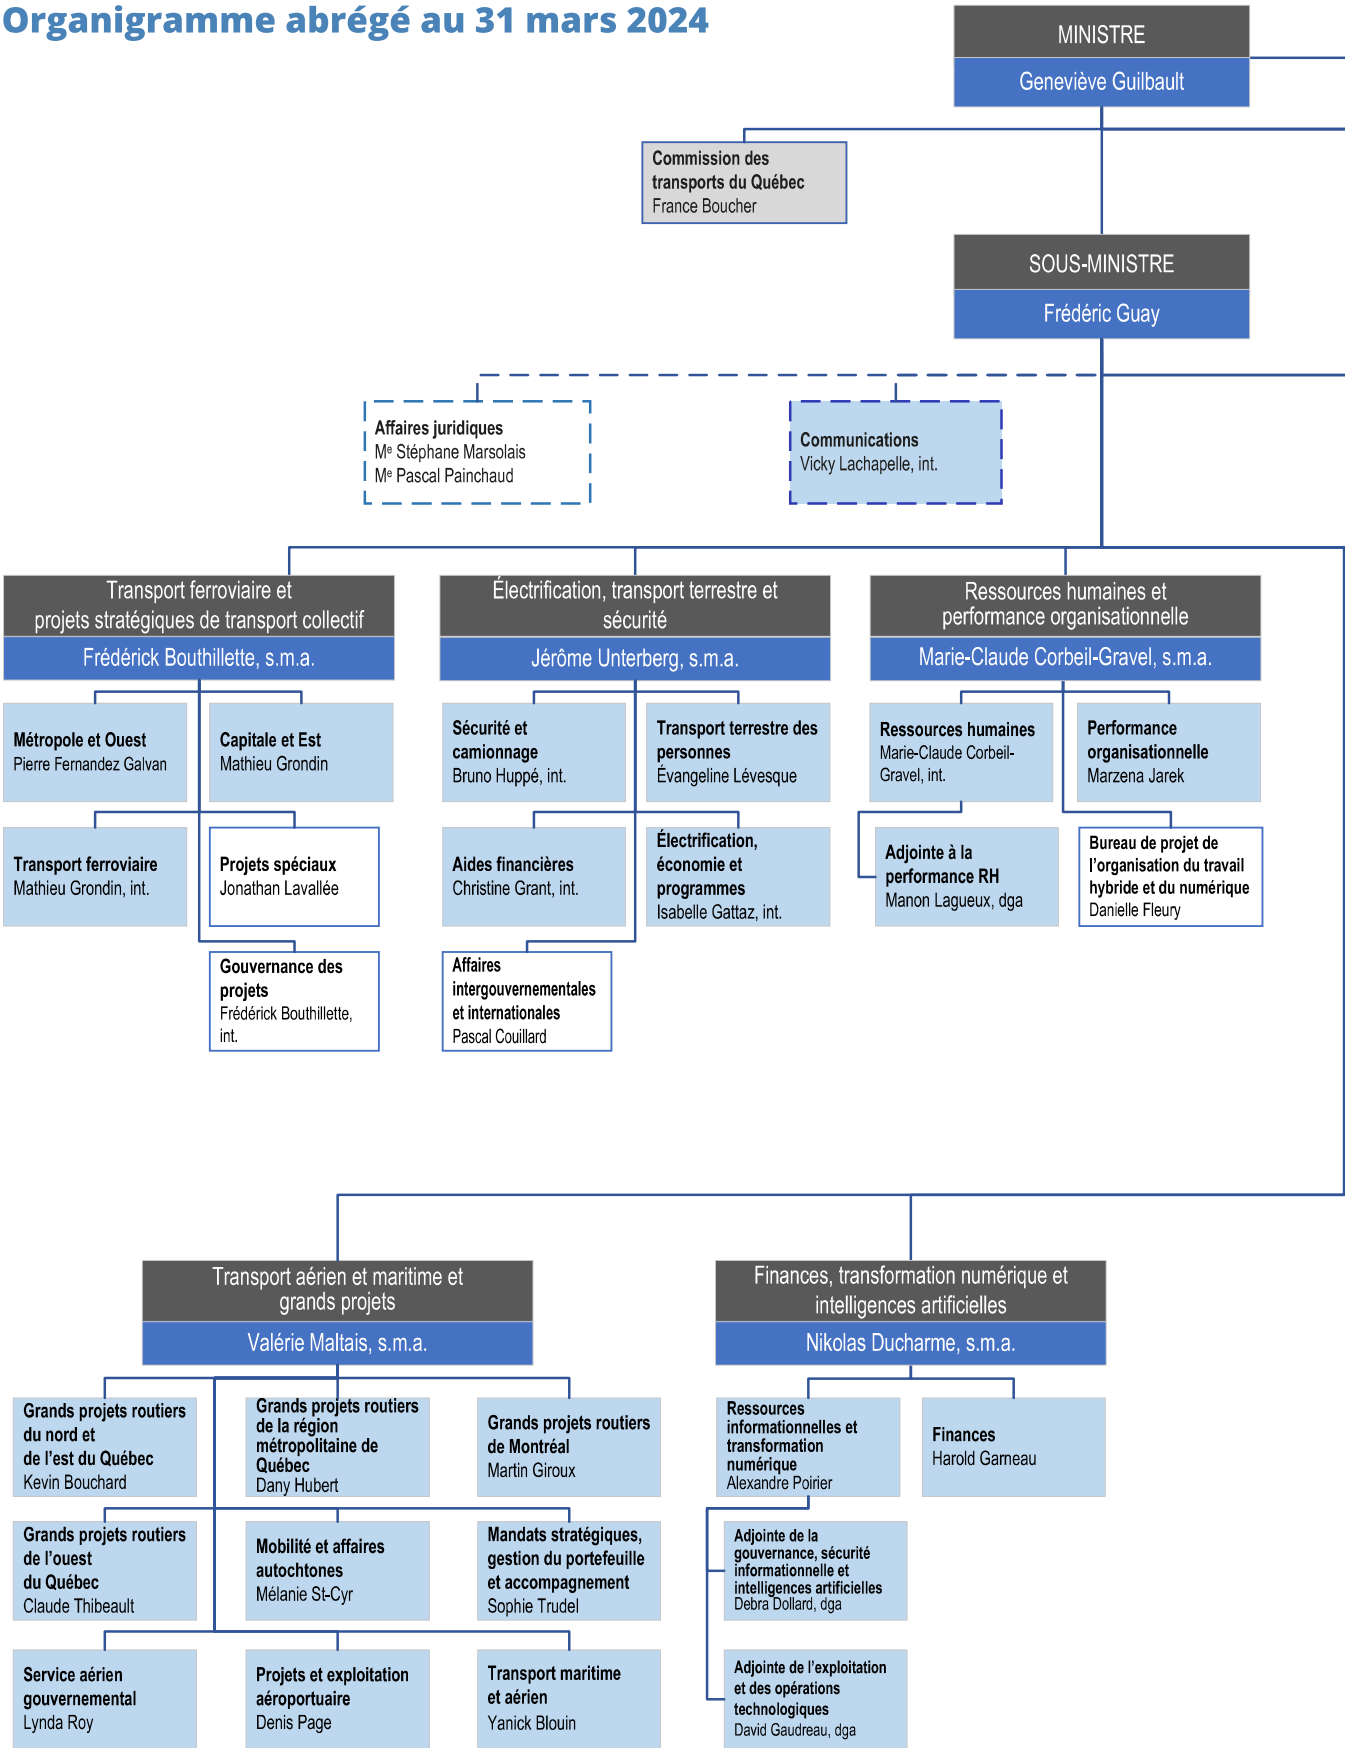 Organigramme abrégé au 31 mars 2024
MINISTRE
Geneviève Guilbault
Commission des
transports du Québec
France Boucher
SOUS-MINISTRE
Frédéric Guay
Affaires juridiques
Me Stéphane Marsolais
Me Pascal Painchaud
Communications
Vicky Lachapelle, int.
Transport ferroviaire et
projets stratégiques de transport collectif
Frédérick Bouthillette, s.m.a.
Métropole et Ouest
Pierre Fernandez Galvan
Capitale et Est
Mathieu Grondin
Transport ferroviaire
Mathieu Grondin, int.
Projets spéciaux
Jonathan Lavallée
Gouvernance des
projets
Frédérick Bouthillette,
int.
Électrification, transport terrestre et
sécurité
Jérôme Unterberg, s.m.a.
Sécurité et
camionnage
Bruno Huppé, int.
Transport terrestre des
personnes
Évangeline Lévesque
Aides financières
Christine Grant, int.
Électrification,
économie et
programmes
Isabelle Gattaz, int.
Affaires
intergouvernementales
et internationales
Pascal Couillard
Ressources humaines et
performance organisationnelle
Marie-Claude Corbeil-Gravel, s.m.a.
Ressources humaines
Marie-Claude Corbeil-
Gravel, int.
Performance
organisationnelle
Marzena Jarek
Adjointe à la
performance RH
Manon Lagueux, dga
Bureau de projet de
l'organisation du travail
hybride et du numérique
Danielle Fleury
Transport aérien et maritime et
grands projets
Valérie Maltais, s.m.a.
Grands projets routiers
du nord et
de l'est du Québec
Kevin Bouchard
Grands projets routiers
de la région
métropolitaine de
Québec
Dany Hubert
Grands projets routiers
de Montréal
Martin Giroux
Grands projets routiers
de l'ouest
du Québec
Claude Thibeault
Mobilité et affaires
autochtones
Mélanie St-Cyr
Mandats stratégiques,
gestion du portefeuille
et accompagnement
Sophie Trudel
Service aérien
gouvernemental
Lynda Roy
Projets et exploitation
aéroportuaire
Denis Page
Transport maritime
et aérien
Yanick Blouin
Finances, transformation numérique et
intelligences artificielles
Nikolas Ducharme, s.m.a.
Ressources
informationnelles et
transformation
numérique
Alexandre Poirier
Finances
Harold Garneau
Adjointe de la
gouvernance, sécurité
informationnelle et
intelligences artificielles
Debra Dollard, dga
Adjointe de l'exploitation
et des opérations
technologiques
David Gaudreau, dga